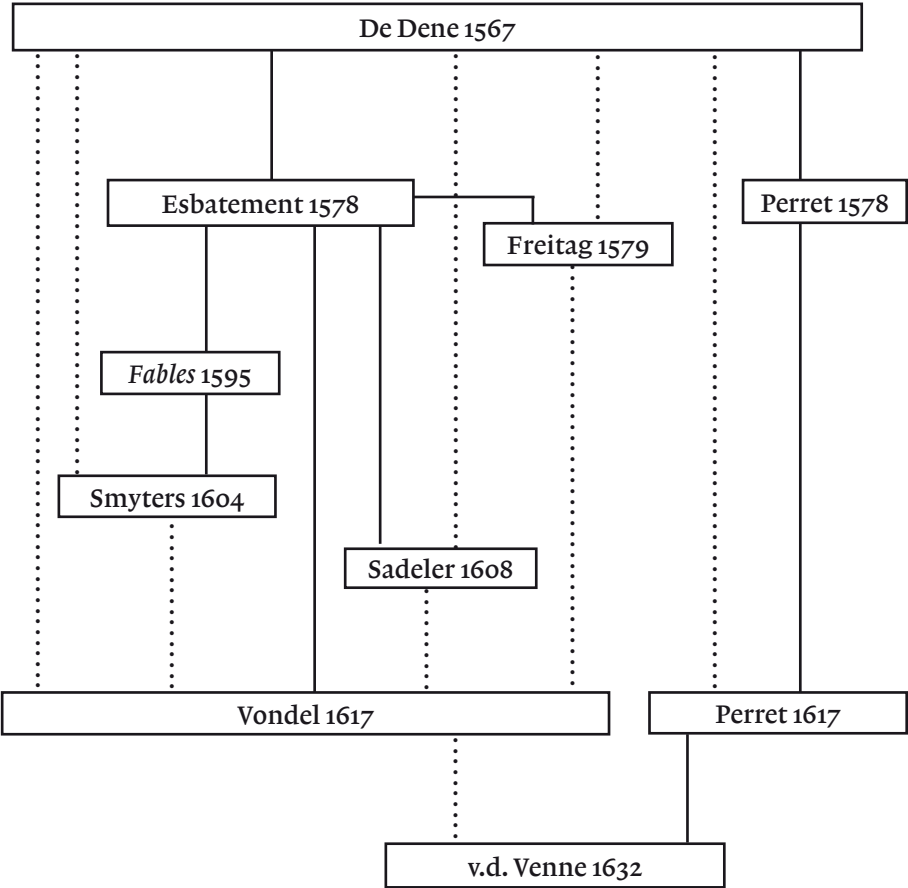 De Dene 1567
Esbatement 1578
Perret 1578
Freitag 1579
Fables 1595
Smyters 1604
Sadeler 1608
Vondel 1617
Perret 1617
v.d. Venne 1632